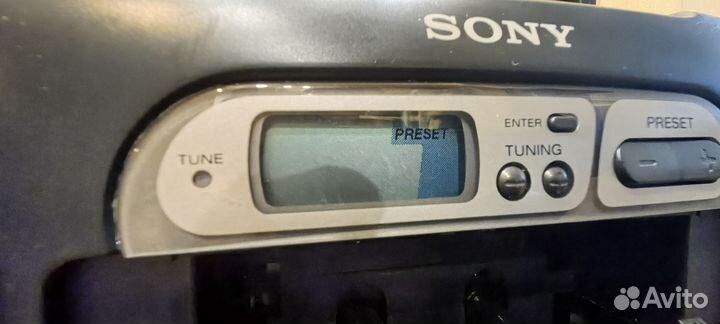 SONY
PRESET
ENTER
PRESET
TUNE
TUNING
− +
Avito